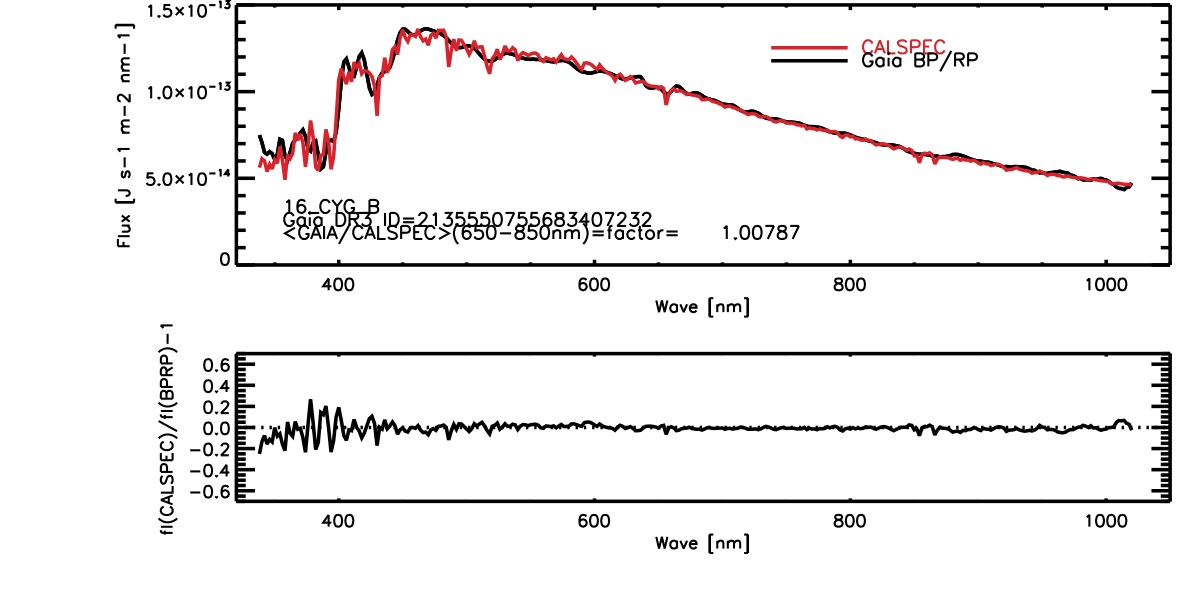 1.5×10−13
1.0×10−13
5.0×10−14
0
Flux [J s−1 m−2 nm−1]
CALSPEC
Gaia BP/RP
16_CYG_B
Gaia DR3 ID=2135550755683407232
<GAIA/CALSPEC>(650−850nm)=factor= 1.00787
400 600 800 1000
Wave [nm]
fl(CALSPEC)/fl(BPRP)−1
0.6
0.4
0.2
0.0
−0.2
−0.4
−0.6
400 600 800 1000
Wave [nm]